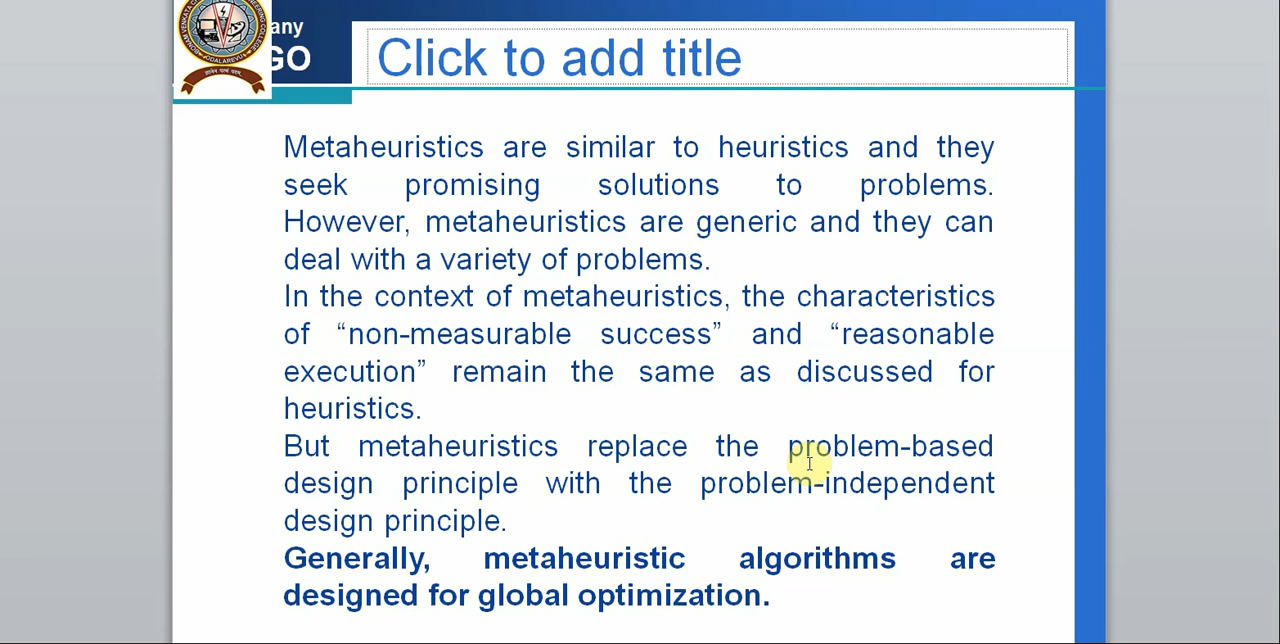 any
GO
Click to add title
Metaheuristics are similar to heuristics and they
seek promising solutions to problems.
However, metaheuristics are generic and they can
deal with a variety of problems.
In the context of metaheuristics, the characteristics
of “non-measurable success” and “reasonable
execution” remain the same as discussed for
heuristics.
But metaheuristics replace the problem-based
design principle with the problem-independent
design principle.
Generally, metaheuristic algorithms are
designed for global optimization.